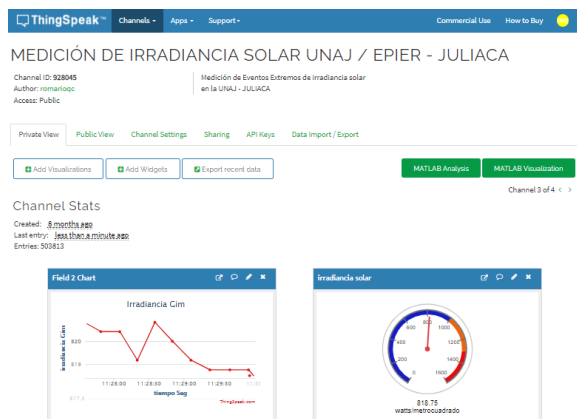 ThingSpeak™ Channels Apps Support Commercial Use How to Buy
MEDICIÓN DE IRRADIANCIA SOLAR UNAJ / EPIER - JULIACA
Channel ID: 928045
Author: romarioqc
Access: Public
Medición de Eventos Extremos de irradiancia solar
en la UNAJ - JULIACA
Private View Public View Channel Settings Sharing API Keys Data Import / Export
Add Visualizations Add Widgets Export recent data MATLAB Analysis MATLAB Visualization
Channel 3 of 4 < >
Channel Stats
Created: 8 months ago
Last entry: less than a minute ago
Entries: 503813
Field 2 Chart
Irradiancia Gim
irradiancia Gim
820
819
11:28:00 11:28:30 11:29:00 11:29:30
tiempo Sag
ThingSpeak.com
irradiancia solar
0 200 400 600 800 1000 1200 1400 1600
818.75
watts/metrocuadrado